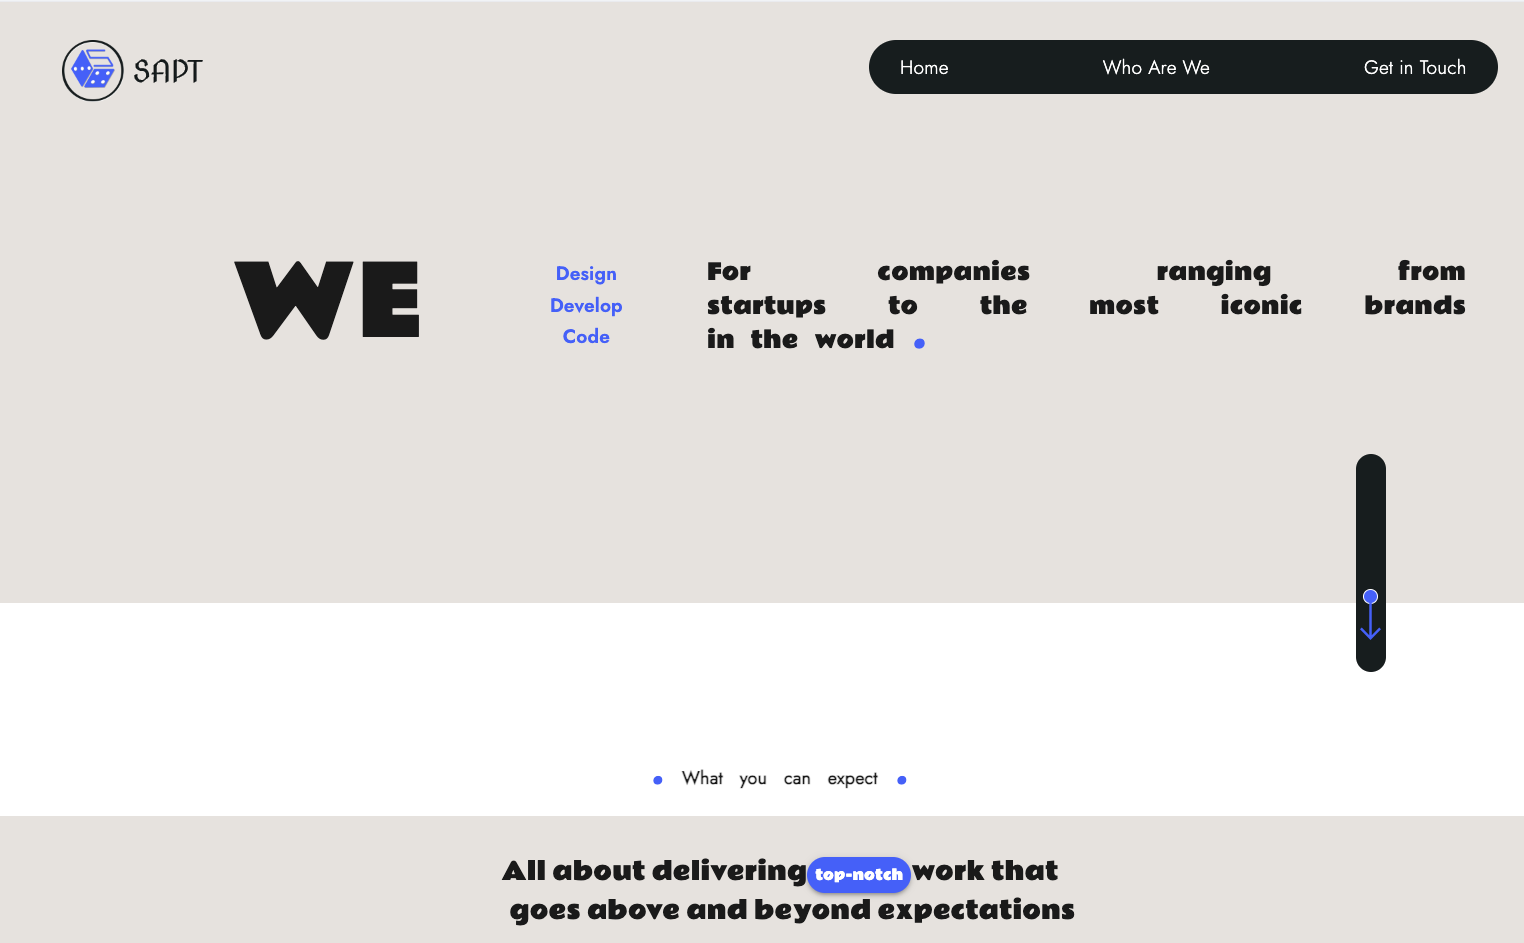 SAPT
Home Who Are We Get in Touch
WE
Design
Develop
Code
For companies ranging from
startups to the most iconic brands
in the world
What you can expect
All about delivering top-notch work that
goes above and beyond expectations